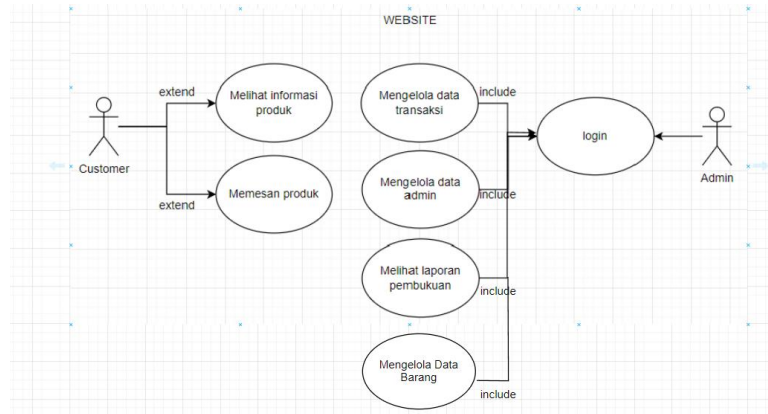 WEBSITE
extend
Melihat informasi
produk
Mengelola data
transaksi
include
login
Customer
Admin
extend
Memesan produk
Mengelola data
admin
include
Melihat laporan
pembukuan
include
Mengelola Data
Barang
include